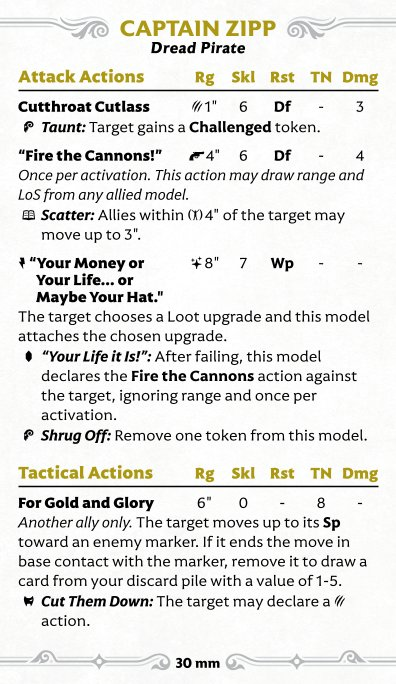 CAPTAIN ZIPP
Dread Pirate
Attack Actions Rg Skl Rst TN Dmg
Cutthroat Cutlass 1" 6 Df - 3
Taunt: Target gains a Challenged token.
“Fire the Cannons!” 4" 6 Df - 4
Once per activation. This action may draw range and
LoS from any allied model.
Scatter: Allies within 4" of the target may
move up to 3".
“Your Money or 8" 7 Wp - -
Your Life... or
Maybe Your Hat."
The target chooses a Loot upgrade and this model
attaches the chosen upgrade.
“Your Life it Is!”: After failing, this model
declares the Fire the Cannons action against
the target, ignoring range and once per
activation.
Shrug Off: Remove one token from this model.
Tactical Actions Rg Skl Rst TN Dmg
For Gold and Glory 6" 0 - 8 -
Another ally only. The target moves up to its Sp
toward an enemy marker. If it ends the move in
base contact with the marker, remove it to draw a
card from your discard pile with a value of 1-5.
Cut Them Down: The target may declare a
action.
30 mm